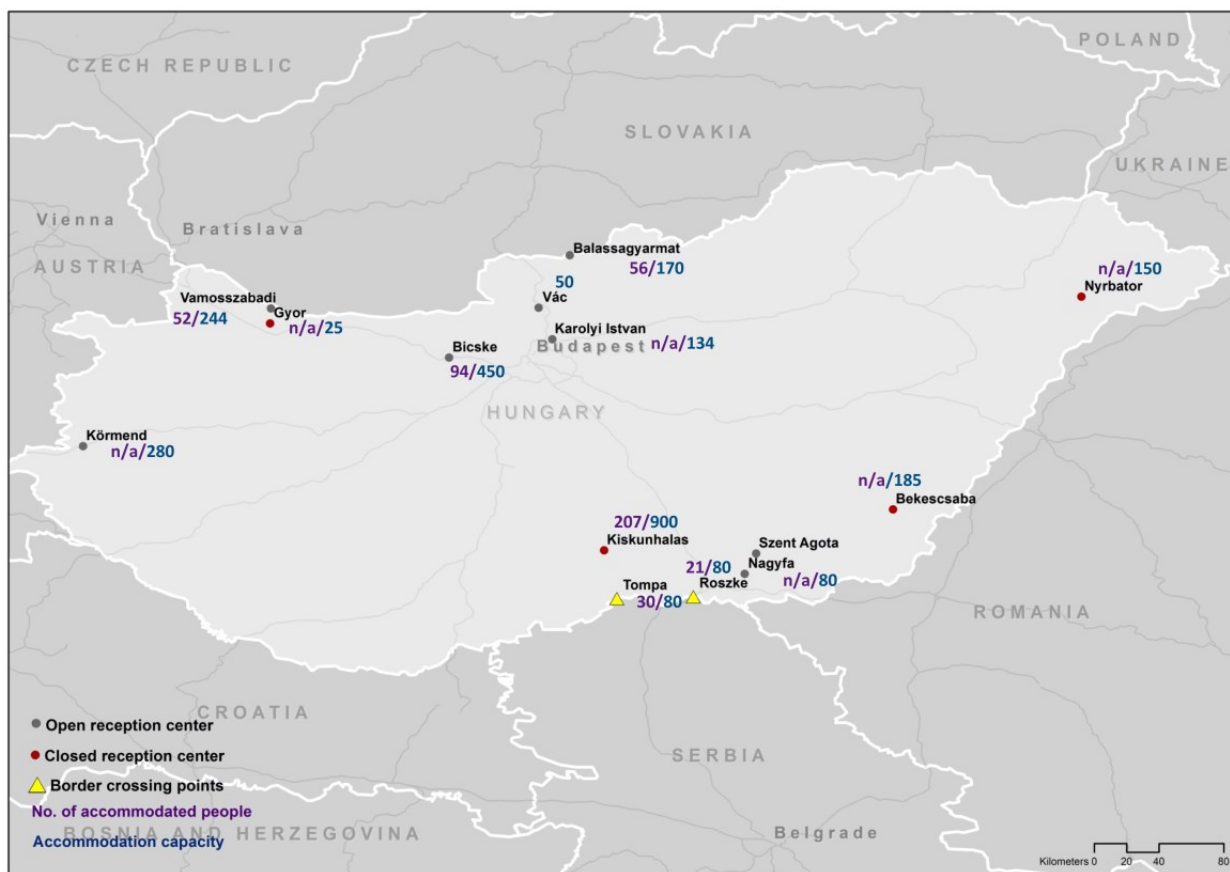 POLAND
CZECH REPUBLIC
SLOVAKIA
UKRAINE
Vienna
Bratislava
AUSTRIA
Balassagyarmat
56/170
n/a/150
Nyrbator
50
Vác
Vamosszabadi
52/244
Gyor
n/a/25
Karolyi Istvan
Budapest
n/a/134
Bicske
94/450
HUNGARY
Körmend
n/a/280
n/a/185
Bekescsaba
207/900
Kiskunhalas
Szent Agota
21/80
Nagyfa
n/a/80
Tompa
30/80
Roszke
ROMANIA
CROATIA
SERBIA
Belgrade
BOSNIA AND HERZEGOVINA
Open reception center
Closed reception center
Border crossing points
No. of accommodated people
Accommodation capacity
Kilometers 0 20 40 80